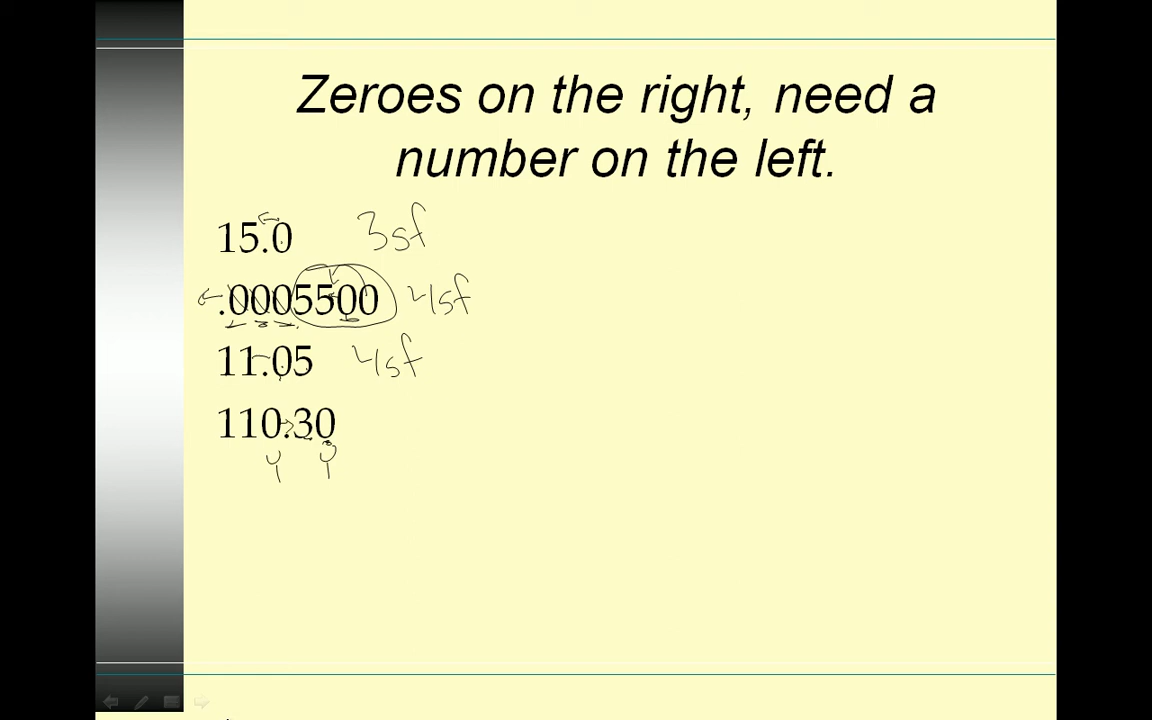 Zeroes on the right, need a
number on the left.
15.0 3sf
.0005500 4sf
11.05 4sf
110.30
Y Y